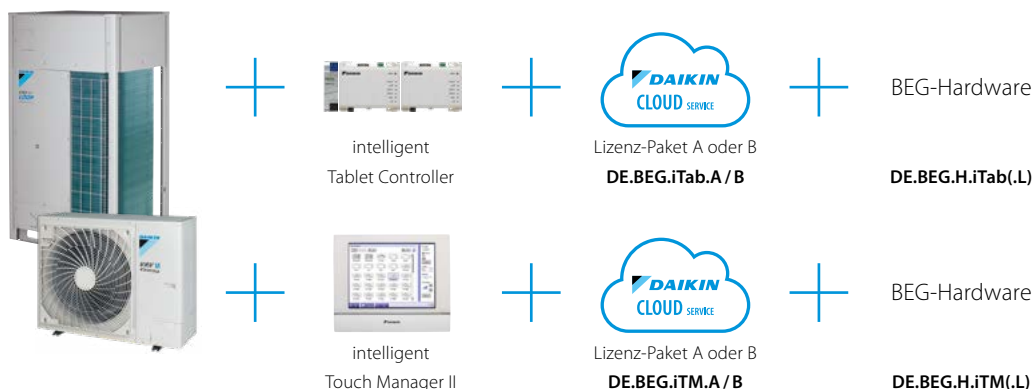 DAIKIN
CLOUD SERVICE
BEG-Hardware
intelligent
Tablet Controller
Lizenz-Paket A oder B
DE.BEG.iTab.A / B
DE.BEG.H.iTab(.L)
DAIKIN
DAIKIN
CLOUD SERVICE
BEG-Hardware
intelligent
Touch Manager II
Lizenz-Paket A oder B
DE.BEG.iTM.A / B
DE.BEG.H.iTM(.L)